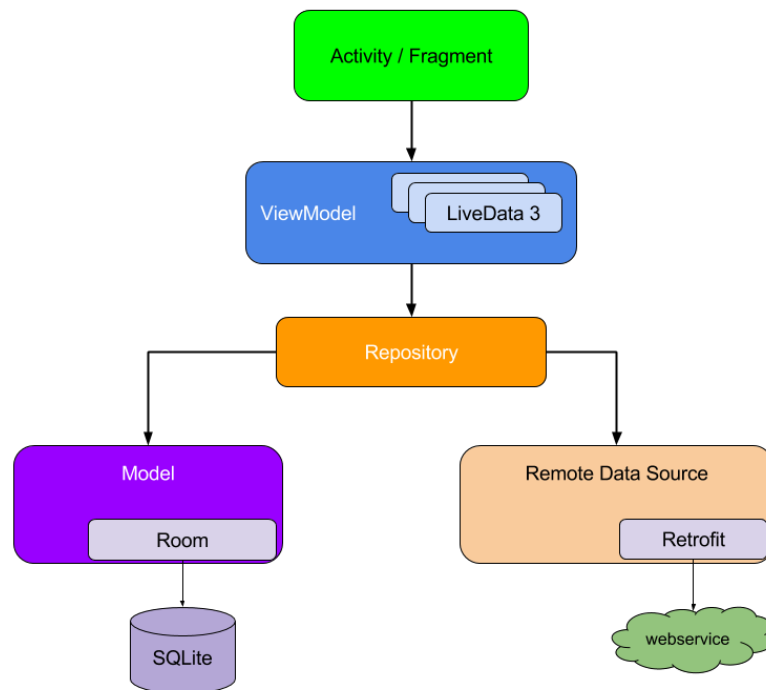 Activity / Fragment
ViewModel
LiveData 3
Repository
Model
Remote Data Source
Room
Retrofit
SQLite
webservice